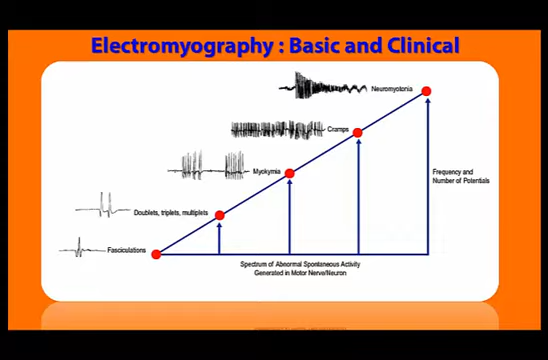 Electromyography : Basic and Clinical
Neuromyotonia
Cramps
Myokymia
Frequency and
Number of Potentials
Doublets, triplets, multiplets
Fasciculations
Spectrum of Abnormal Spontaneous Activity
Generated in Motor Nerve/Neuron